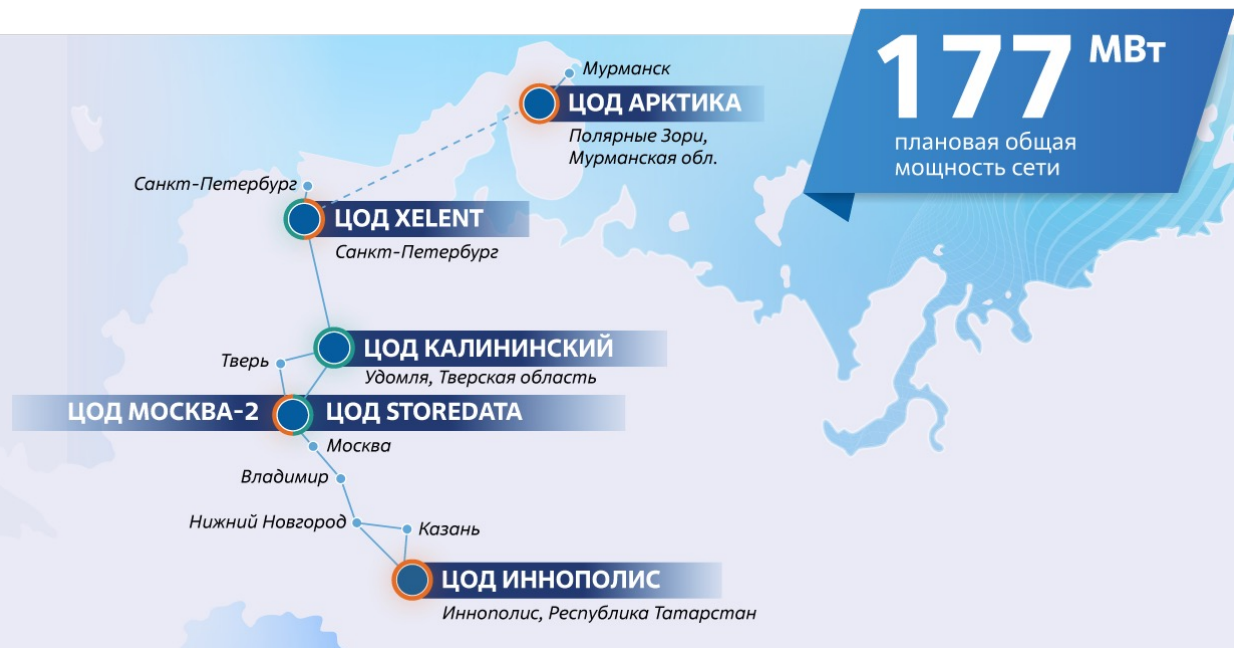 177 МВт
плановая общая
мощность сети
Мурманск
ЦОД АРКТИКА
Полярные Зори,
Мурманская обл.
Санкт-Петербург
ЦОД XELENT
Санкт-Петербург
ЦОД КАЛИНИНСКИЙ
Тверь
Удомля, Тверская область
ЦОД МОСКВА-2
ЦОД STOREDATA
Москва
Владимир
Нижний Новгород
Казань
ЦОД ИННОПОЛИС
Иннополис, Республика Татарстан